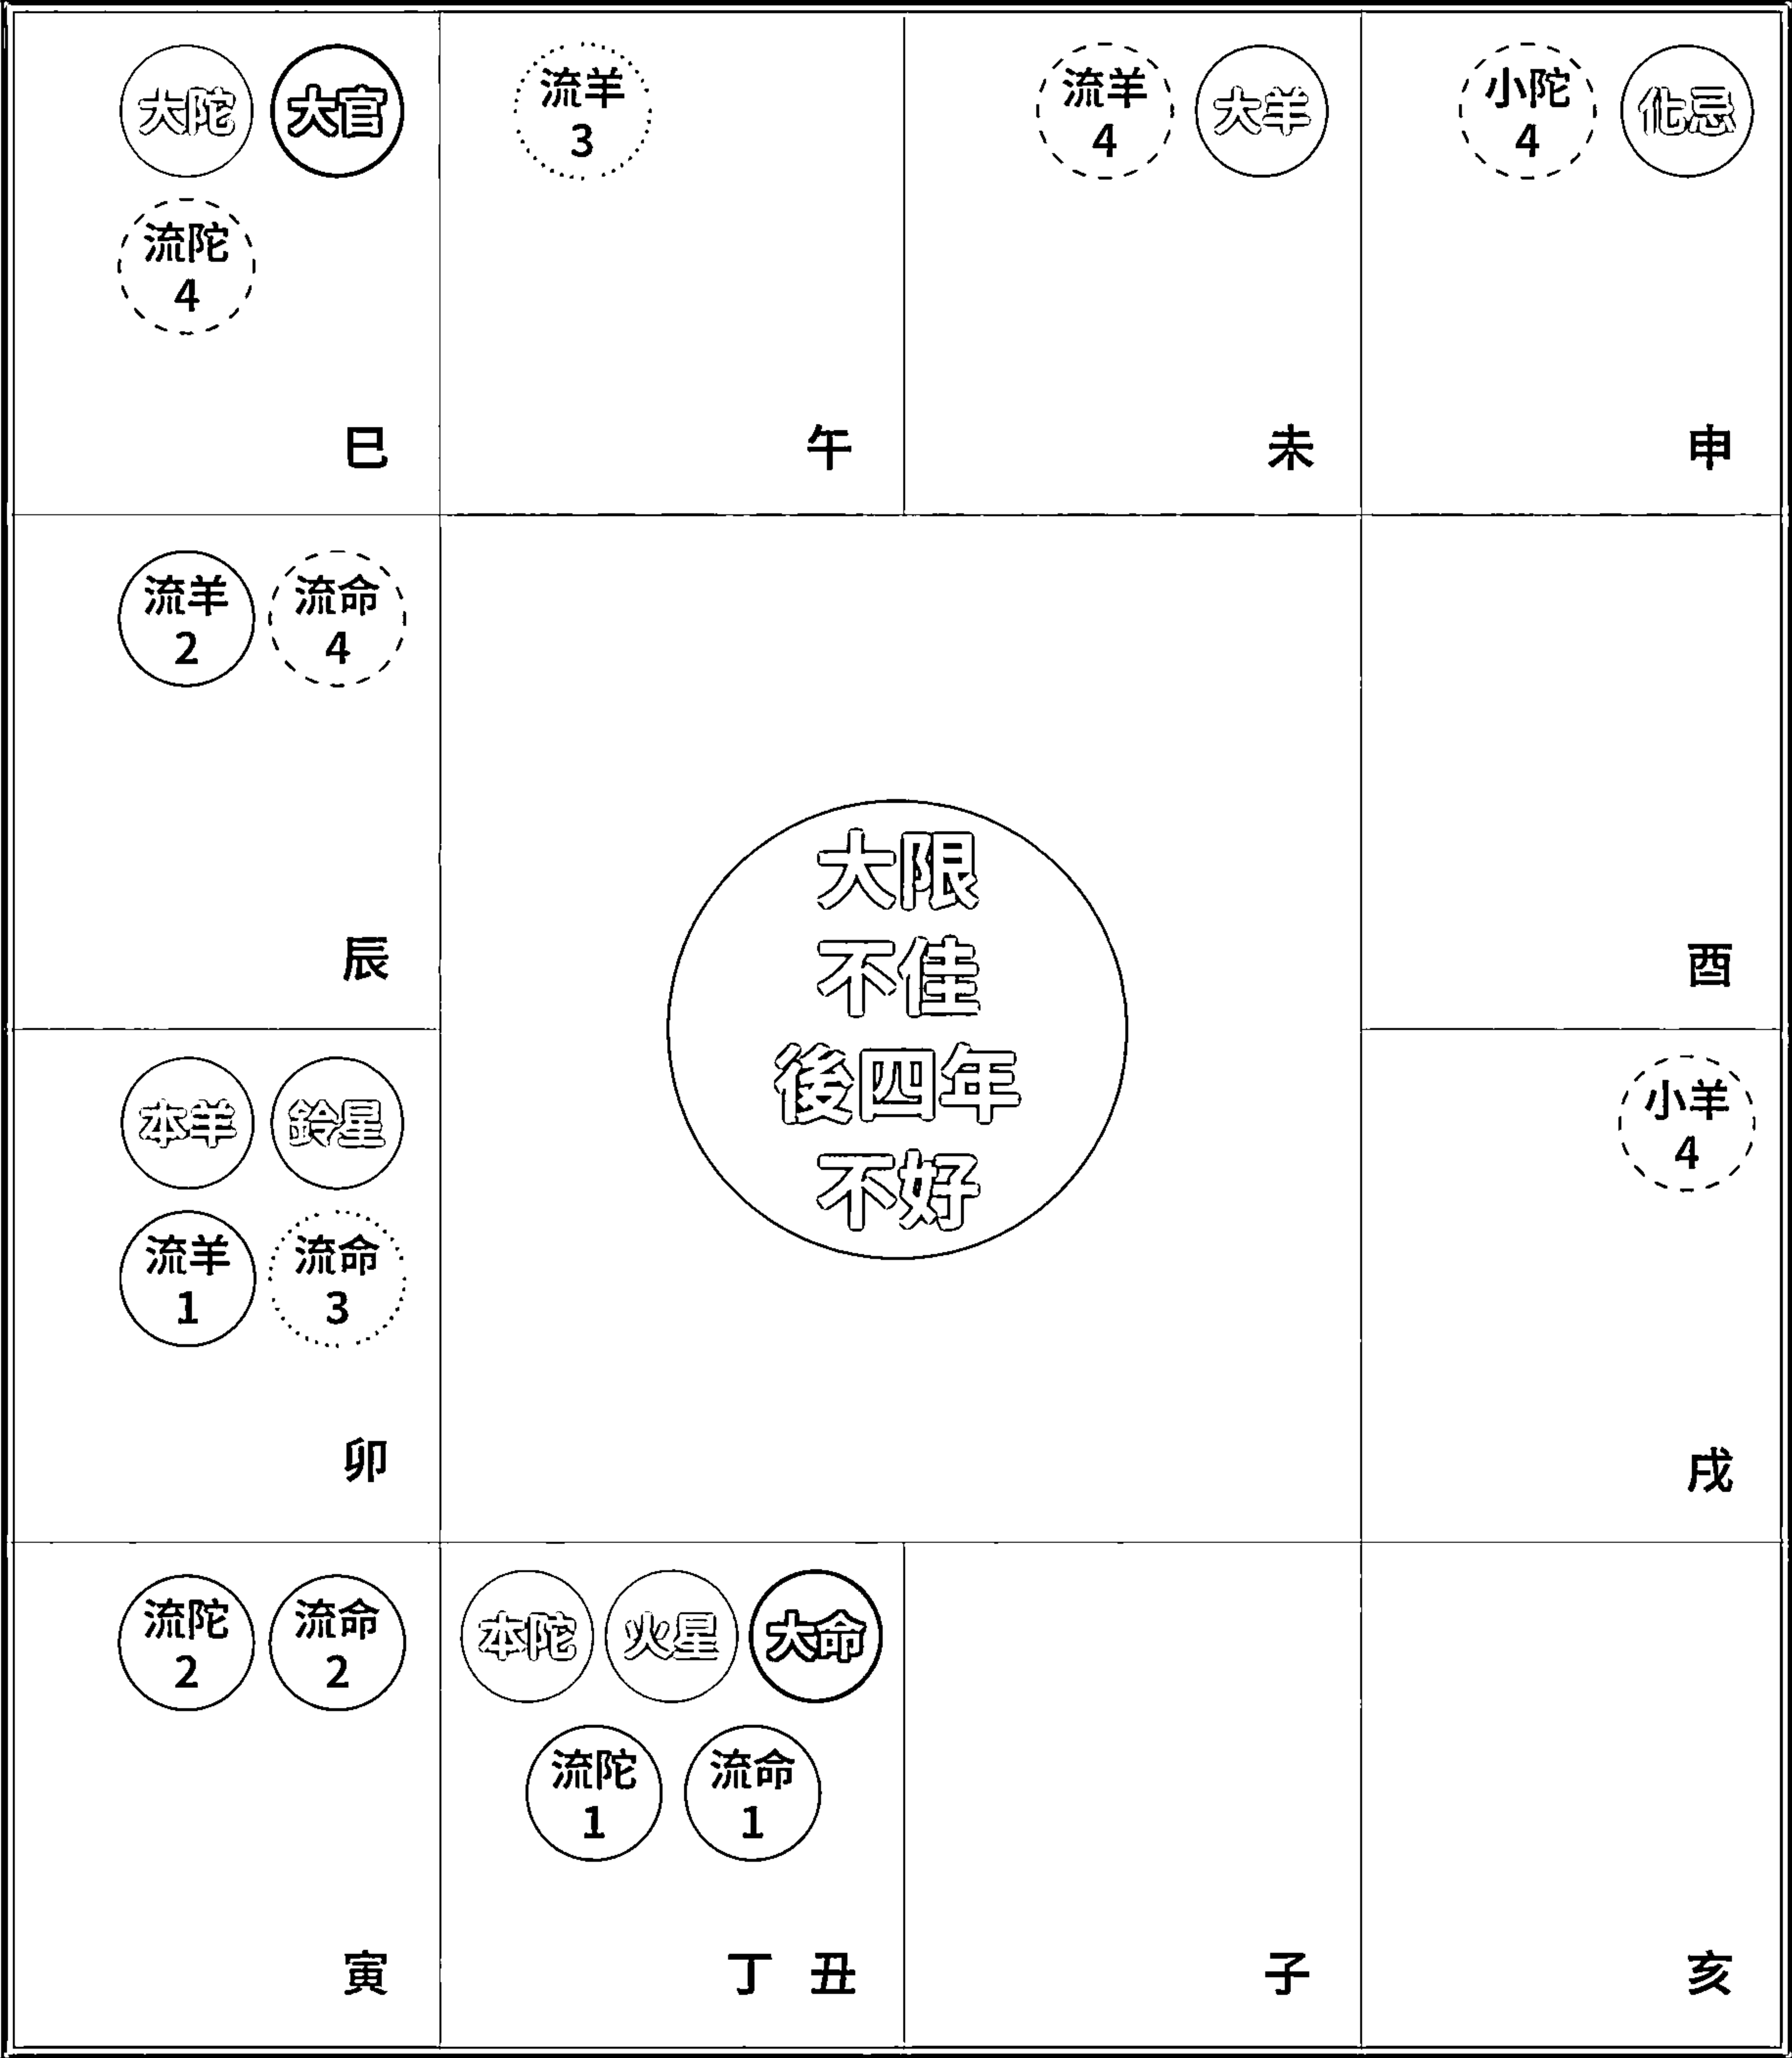 大陀 大官
流陀
4
巳
流羊
3
午
流羊
4
大羊
未
小陀
4
化忌
申
流羊
2
流命
4
辰
大限
不佳
後四年
不好
酉
本羊 鈴星
流羊
1
流命
3
卯
小羊
4
戌
流陀
2
流命
2
寅
本陀 火星 大命
流陀
1
流命
1
丁 丑
子
亥